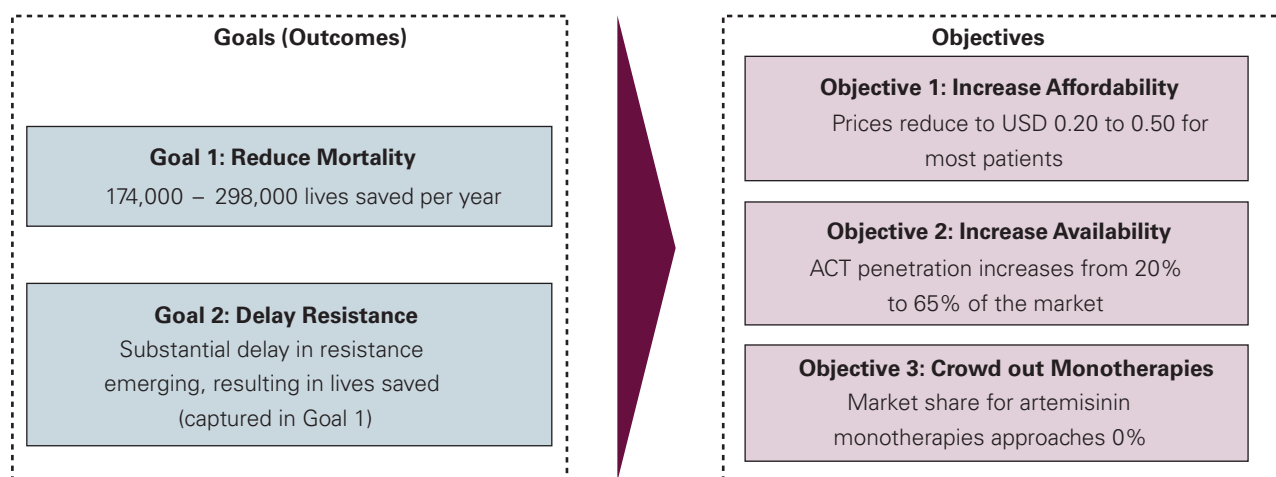 Goals (Outcomes)
Goal 1: Reduce Mortality
174,000 – 298,000 lives saved per year
Goal 2: Delay Resistance
Substantial delay in resistance
emerging, resulting in lives saved
(captured in Goal 1)
Objectives
Objective 1: Increase Affordability
Prices reduce to USD 0.20 to 0.50 for
most patients
Objective 2: Increase Availability
ACT penetration increases from 20%
to 65% of the market
Objective 3: Crowd out Monotherapies
Market share for artemisinin
monotherapies approaches 0%